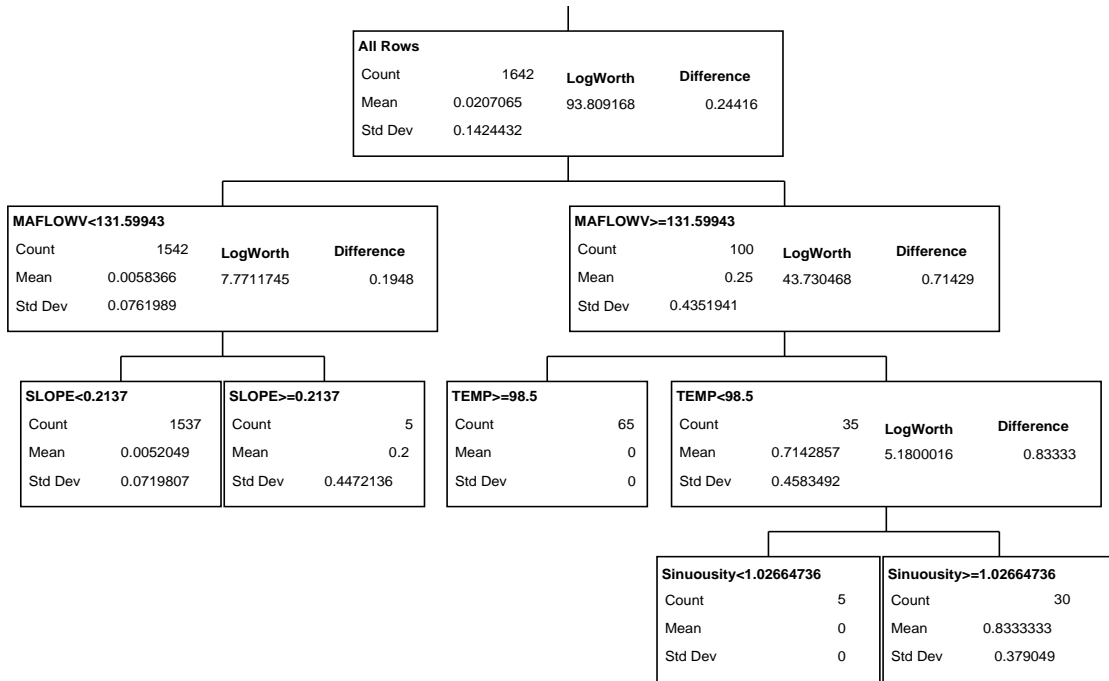 All Rows
Count 1642 LogWorth Difference
Mean 0.0207065 93.809168 0.24416
Std Dev 0.1424432
MAFLOWV<131.59943
Count 1542 LogWorth Difference
Mean 0.0058366 7.7711745 0.1948
Std Dev 0.0761989
MAFLOWV>=131.59943
Count 100 LogWorth Difference
Mean 0.25 43.730468 0.71429
Std Dev 0.4351941
SLOPE<0.2137
Count 1537
Mean 0.0052049
Std Dev 0.0719807
SLOPE>=0.2137
Count 5
Mean 0.2
Std Dev 0.4472136
TEMP>=98.5
Count 65
Mean 0
Std Dev 0
TEMP<98.5
Count 35 LogWorth Difference
Mean 0.7142857 5.1800016 0.83333
Std Dev 0.4583492
Sinuousity<1.02664736
Count 5
Mean 0
Std Dev 0
Sinuousity>=1.02664736
Count 30
Mean 0.8333333
Std Dev 0.379049